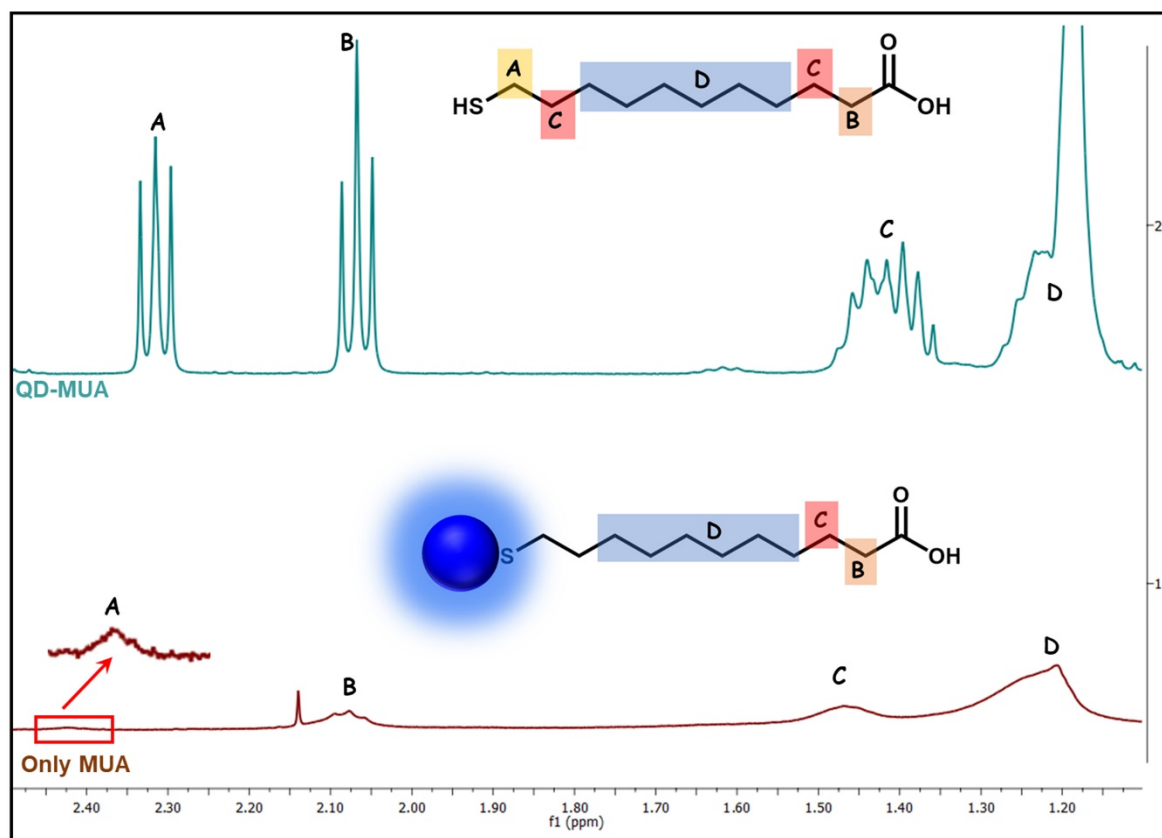 A
B
A
D
C
O
HS
C
B
OH
2
C
D
QD-MUA
O
D
C
S
B
OH
1
A
B
C
D
Only MUA
2.40 2.30 2.20 2.10 2.00 1.90 1.80 1.70 1.60 1.50 1.40 1.30 1.20
f1 (ppm)